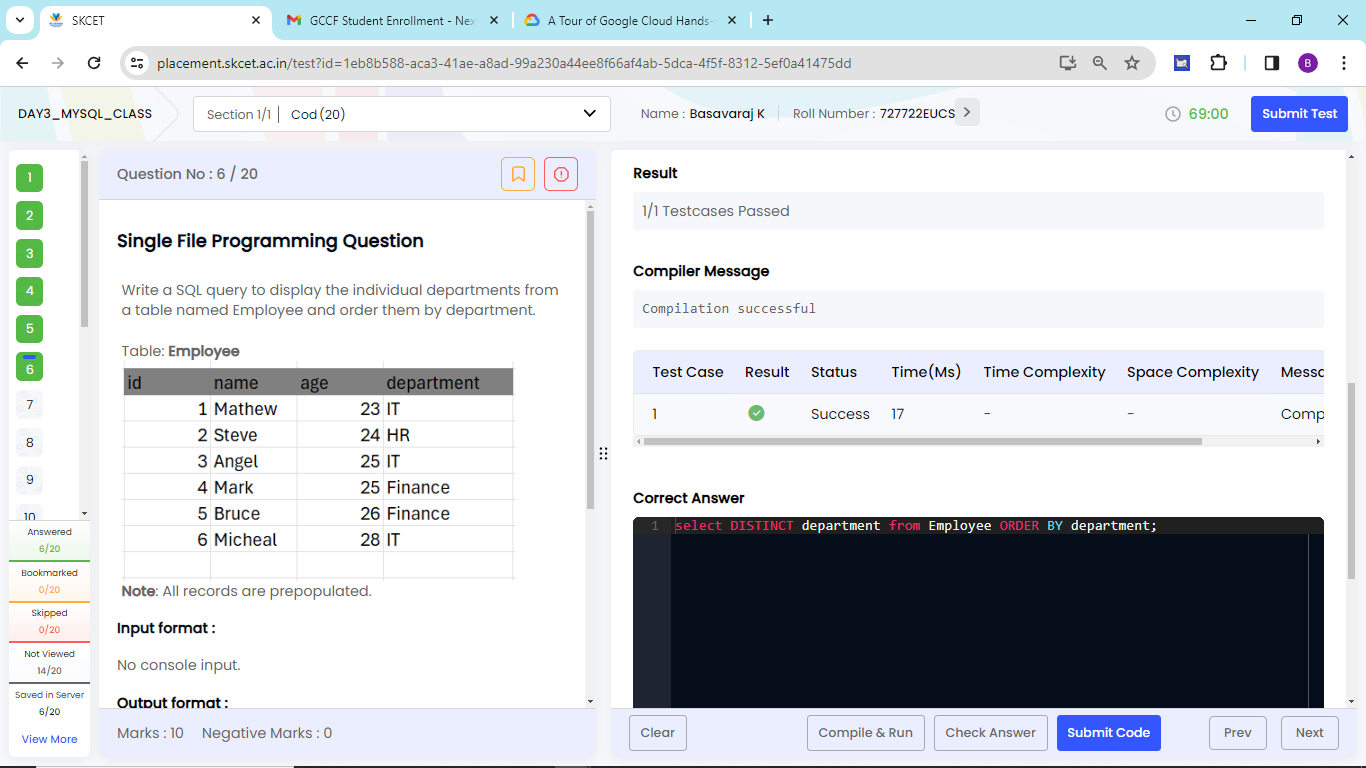 SKCET
GCCF Student Enrollment - Nex
A Tour of Google Cloud Hands-
placement.skcet.ac.in/test?id=1eb8b588-aca3-41ae-a8ad-99a230a44ee8f66af4ab-5dca-4f5f-8312-5ef0a41475dd
B
DAY3_MYSQL_CLASS
Section 1/1 | Cod (20)
Name : Basavaraj K
Roll Number : 727722EUCS
69:00
Submit Test
1
2
3
4
5
6
7
8
9
10
Answered
6/20
Bookmarked
0/20
Skipped
0/20
Not Viewed
14/20
Saved in Server
6/20
View More
Question No : 6 / 20
Single File Programming Question
Write a SQL query to display the individual departments from
a table named Employee and order them by department.
Table: Employee
id name age department
1 Mathew 23 IT
2 Steve 24 HR
3 Angel 25 IT
4 Mark 25 Finance
5 Bruce 26 Finance
6 Micheal 28 IT
Note: All records are prepopulated.
Input format :
No console input.
Output format :
Marks : 10 Negative Marks : 0
Result
1/1 Testcases Passed
Compiler Message
Compilation successful
Test Case Result Status Time(Ms) Time Complexity Space Complexity Messa
1 Success 17 - - Comp
Correct Answer
1 select DISTINCT department from Employee ORDER BY department;
Clear
Compile & Run
Check Answer
Submit Code
Prev
Next